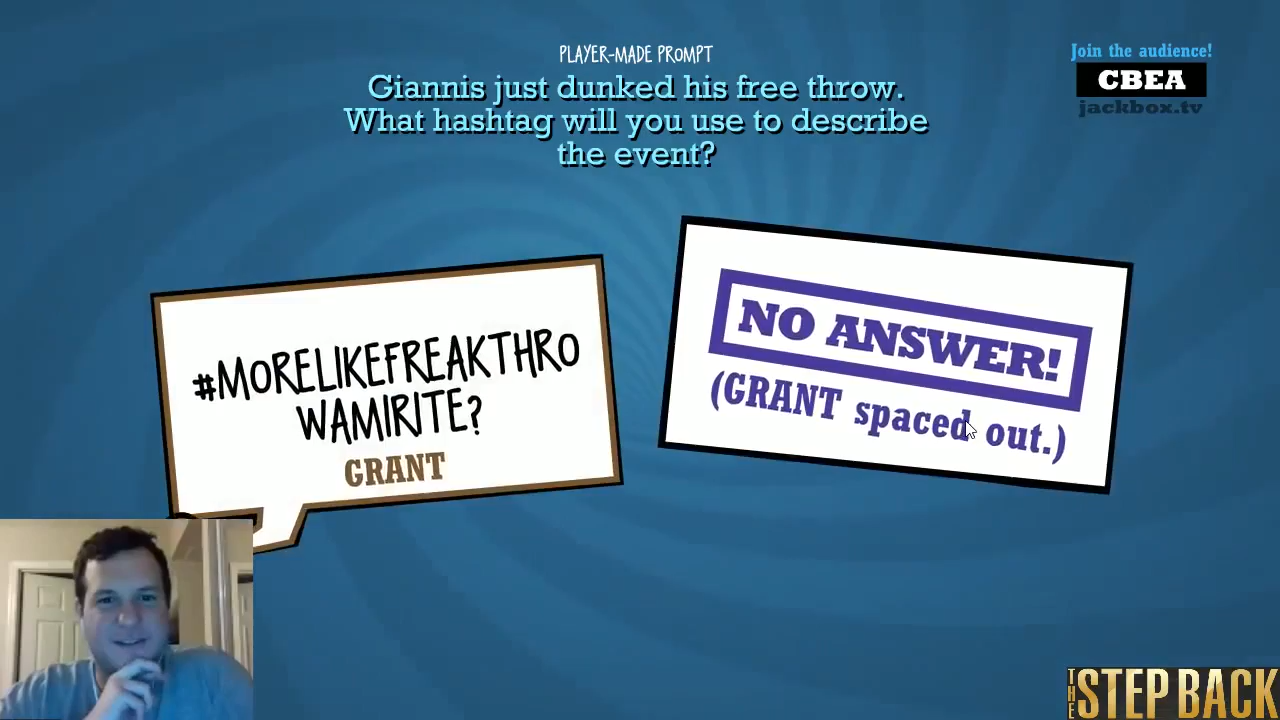 PLAYER-MADE PROMPT
Giannis just dunked his free throw.
What hashtag will you use to describe
the event?
Join the audience!
CBEA
jackbox.tv
#MORELIKEFREAKTHRO
WAMIRITE?
GRANT
NO ANSWER!
(GRANT spaced out.)
THE STEP BACK